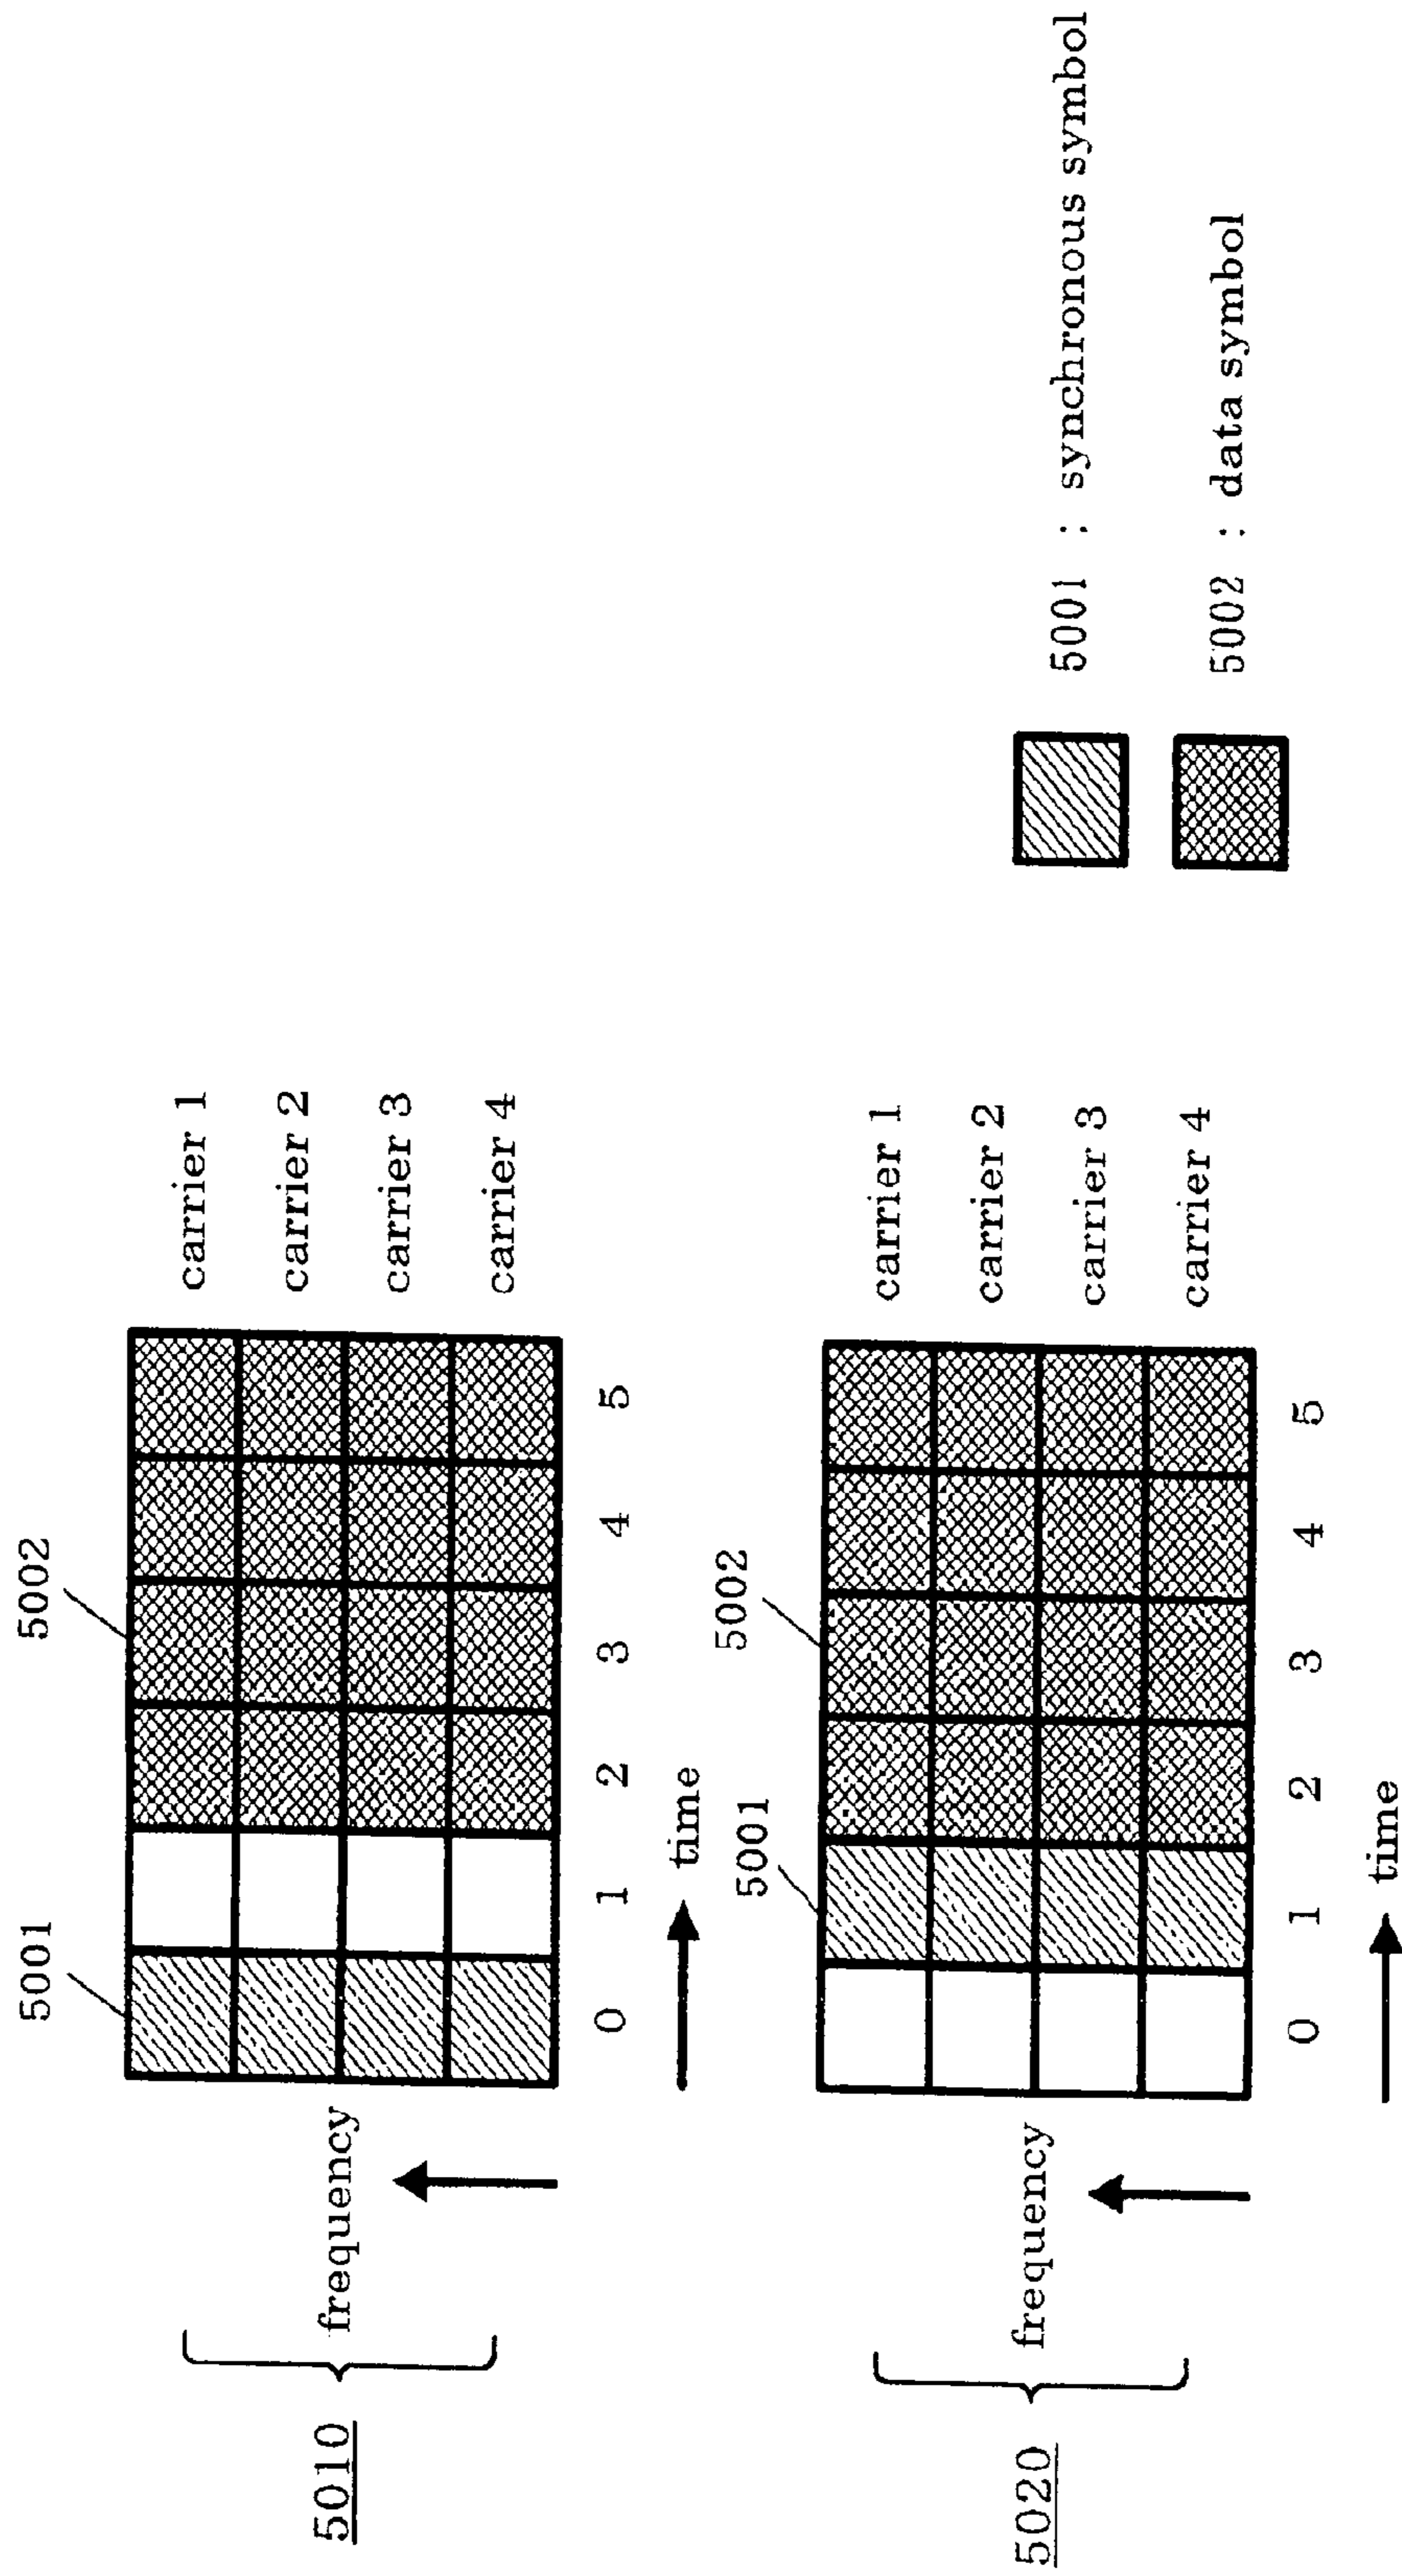 5001
5002
5010
frequency
carrier 1
carrier 2
carrier 3
carrier 4
0 1 2 3 4 5
time
5001
5002
5020
frequency
carrier 1
carrier 2
carrier 3
carrier 4
0 1 2 3 4 5
time
5001 : synchronous symbol
5002 : data symbol